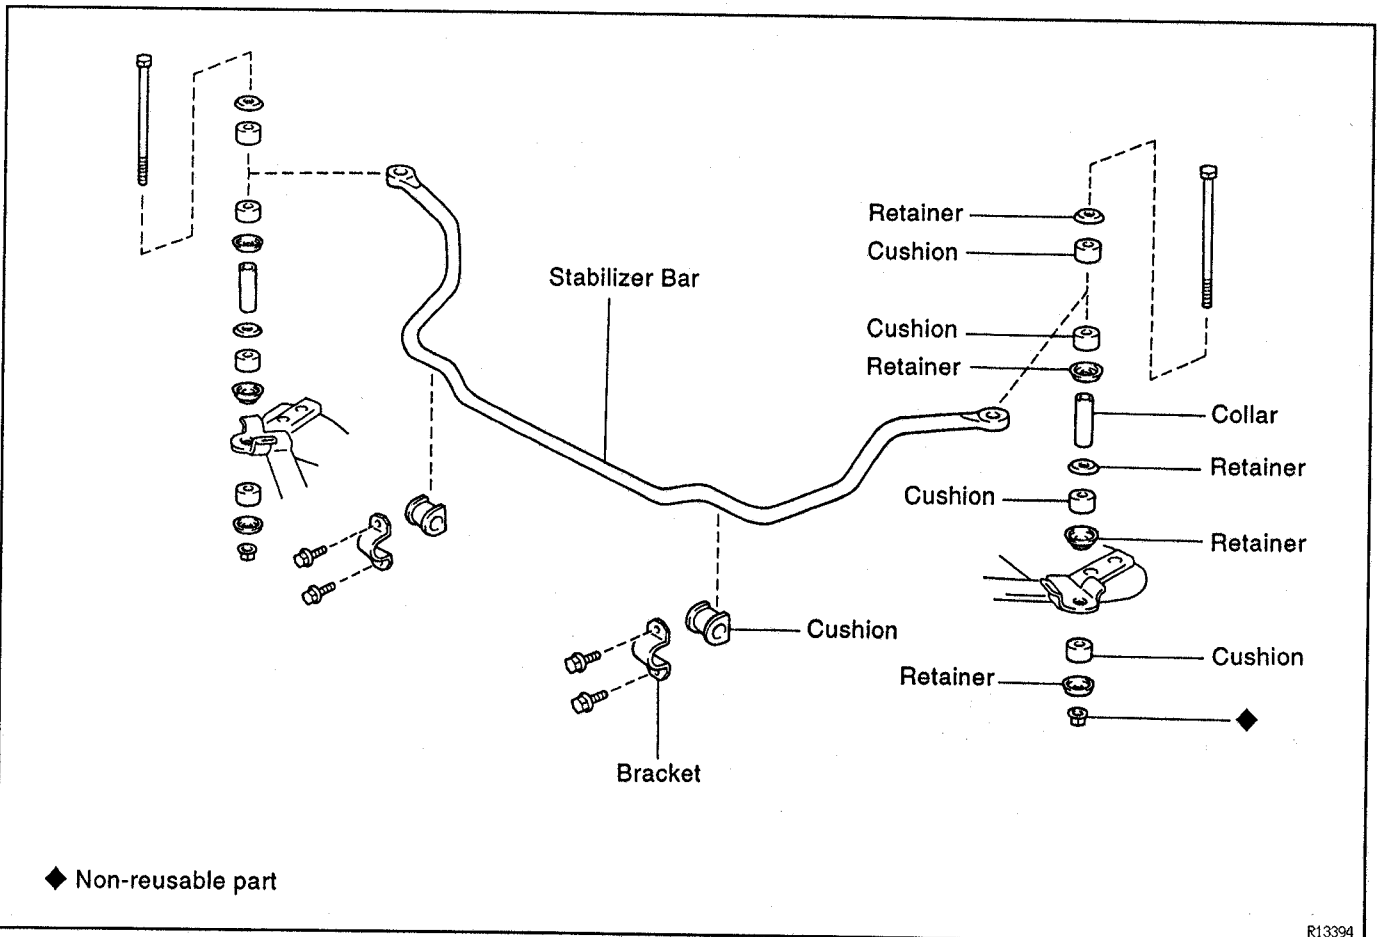 Retainer
Cushion
Stabilizer Bar
Cushion
Retainer
Collar
Retainer
Cushion
Retainer
Cushion
Cushion
Retainer
◆
Bracket
◆ Non-reusable part
R13394